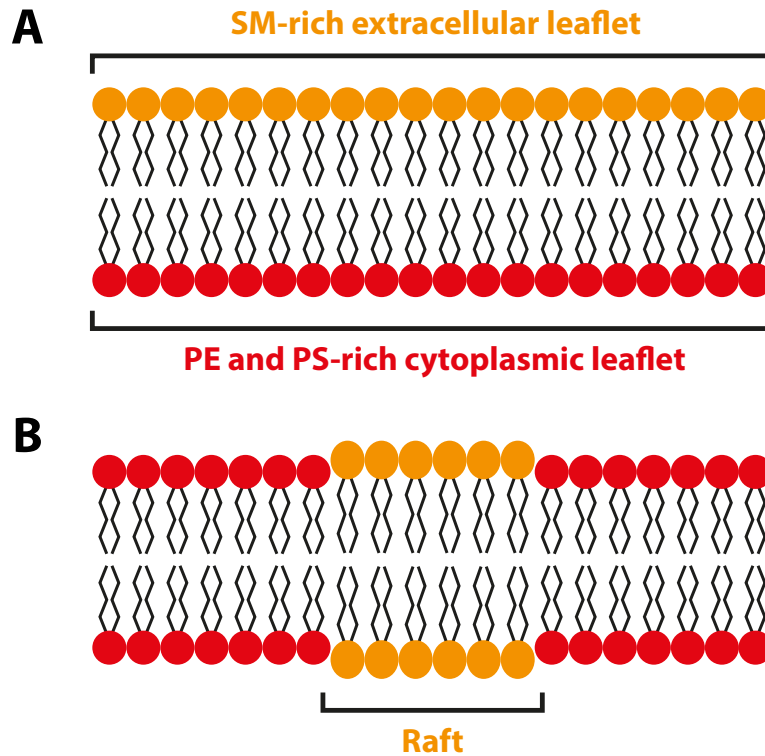 A
SM-rich extracellular leaflet
PE and PS-rich cytoplasmic leaflet
B
Raft